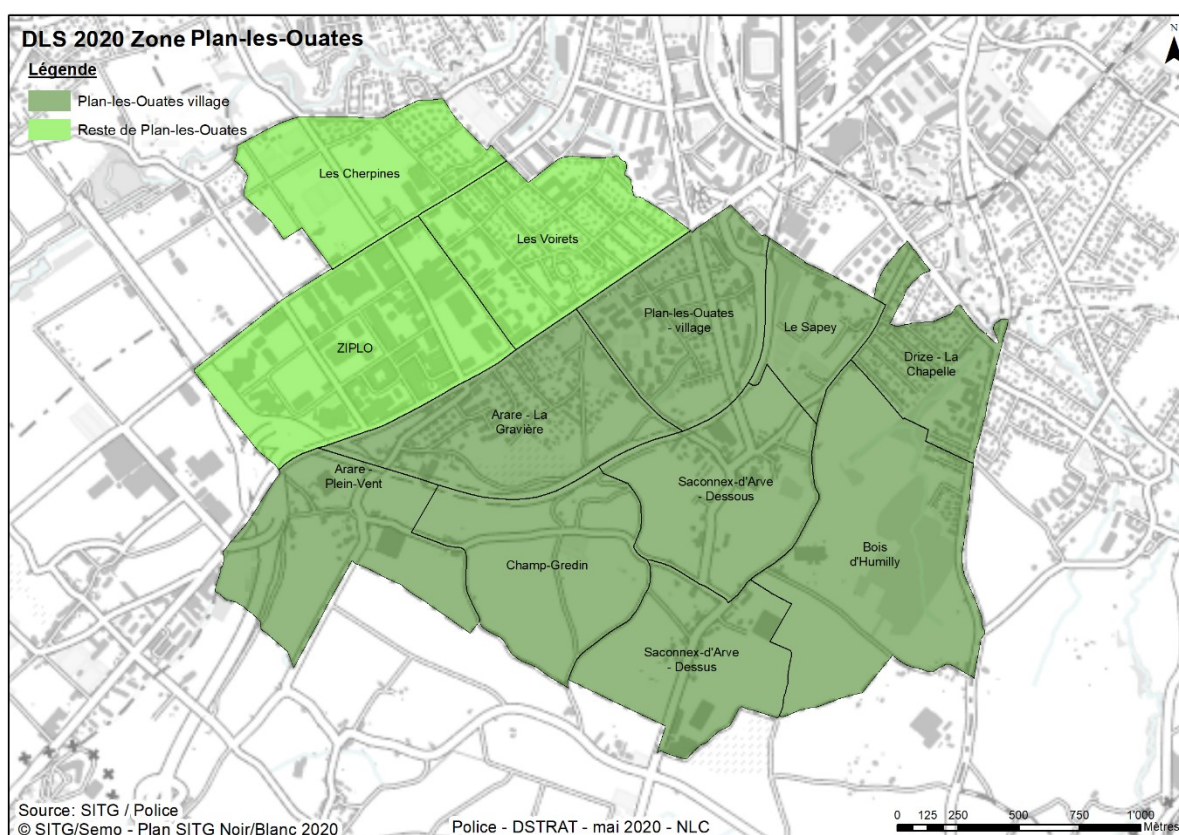 DLS 2020 Zone Plan-les-Ouates
N
Légende
Plan-les-Ouates village
Reste de Plan-les-Ouates
Les Cherpines
Les Voirets
Plan-les-Ouates
- village
Le Sapey
ZIPLO
Drize - La
Chapelle
Arare - La
Gravière
Arare -
Plein-Vent
Saconnex-d'Arve
- Dessous
Bois
d'Humilly
Champ-Gredin
Saconnex-d'Arve
- Dessus
Source: SITG / Police
© SITG/Semo - Plan SITG Noir/Blanc 2020
Police - DSTRAT - mai 2020 - NLC
0 125 250 500 750 1'000
Mètres